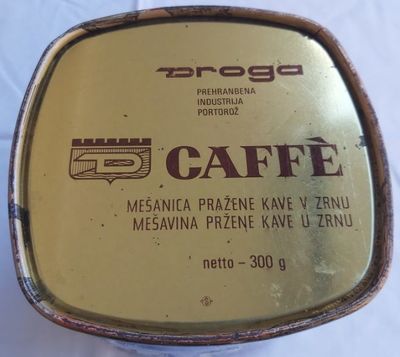 Droga
PREHRANBENA
INDUSTRIJA
PORTOROŽ
D CAFFÈ
MEŠANICA PRAŽENE KAVE V ZRNU
MEŠAVINA PRŽENE KAVE U ZRNU
netto – 300 g